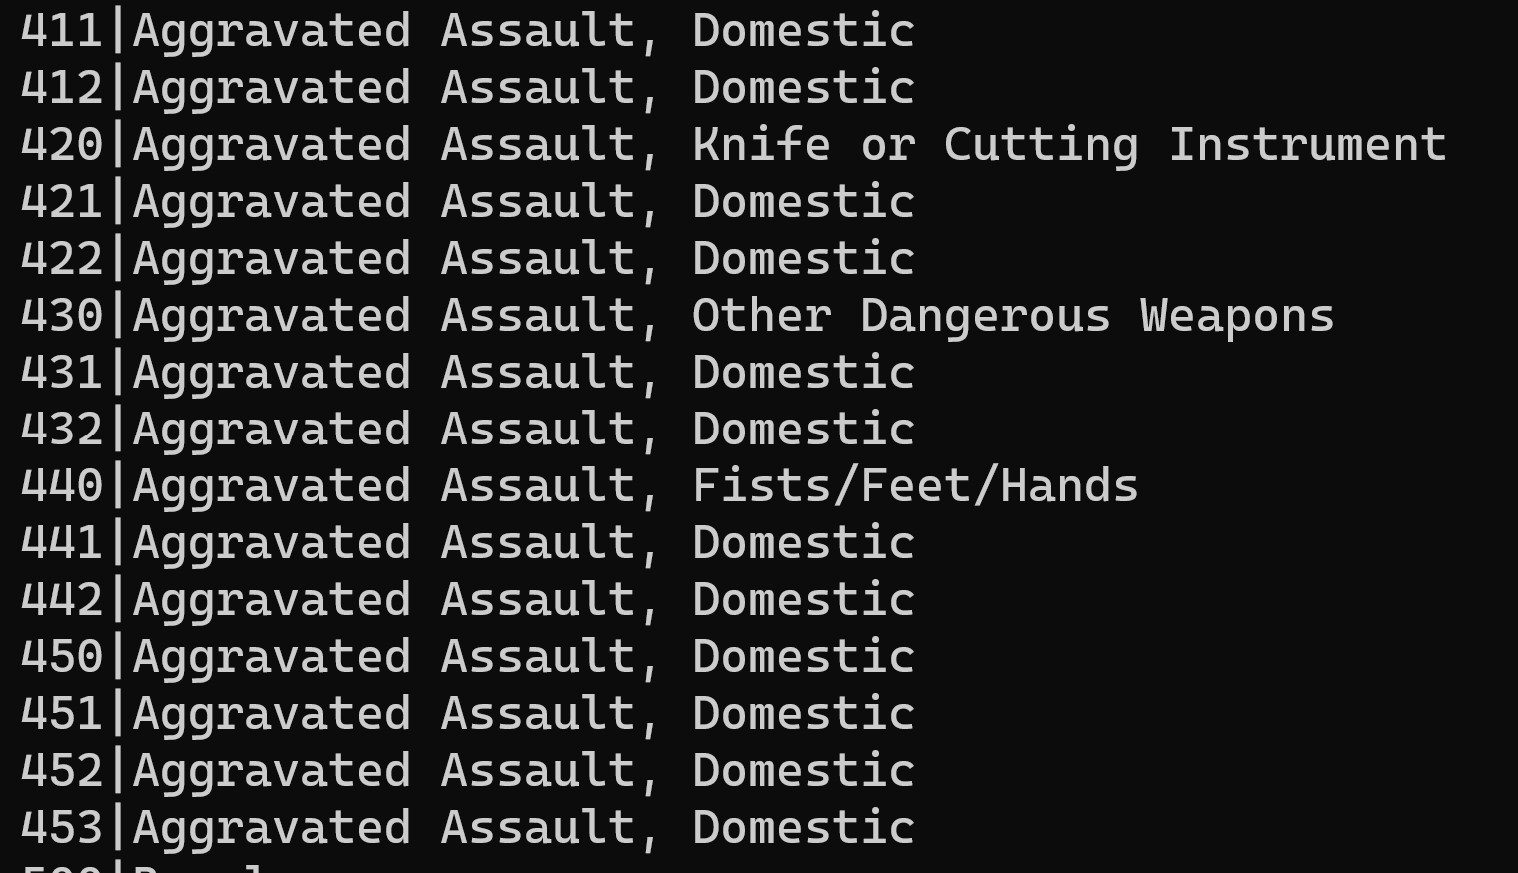 411|Aggravated Assault, Domestic
412|Aggravated Assault, Domestic
420|Aggravated Assault, Knife or Cutting Instrument
421|Aggravated Assault, Domestic
422|Aggravated Assault, Domestic
430|Aggravated Assault, Other Dangerous Weapons
431|Aggravated Assault, Domestic
432|Aggravated Assault, Domestic
440|Aggravated Assault, Fists/Feet/Hands
441|Aggravated Assault, Domestic
442|Aggravated Assault, Domestic
450|Aggravated Assault, Domestic
451|Aggravated Assault, Domestic
452|Aggravated Assault, Domestic
453|Aggravated Assault, Domestic